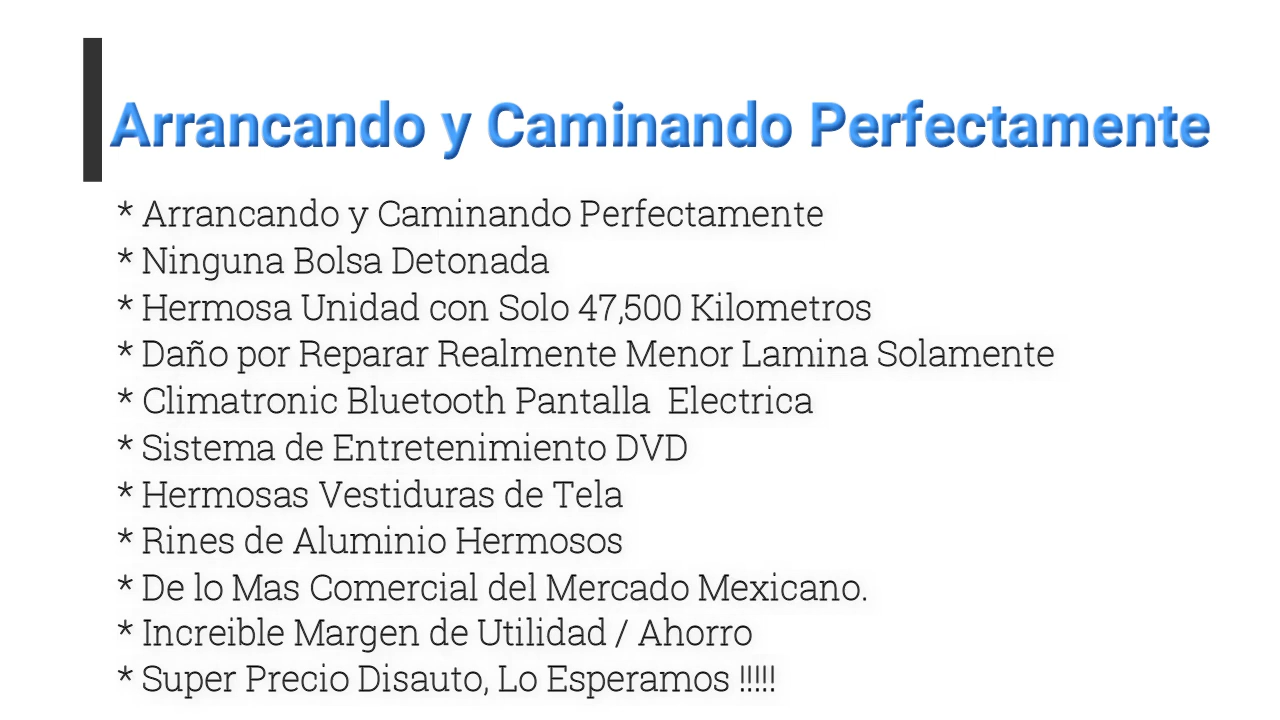 Arrancando y Caminando Perfectamente
* Arrancando y Caminando Perfectamente
* Ninguna Bolsa Detonada
* Hermosa Unidad con Solo 47,500 Kilometros
* Daño por Reparar Realmente Menor Lamina Solamente
* Climatronic Bluetooth Pantalla  Electrica
* Sistema de Entretenimiento DVD
* Hermosas Vestiduras de Tela
* Rines de Aluminio Hermosos
* De lo Mas Comercial del Mercado Mexicano.
* Increible Margen de Utilidad / Ahorro
* Super Precio Disauto, Lo Esperamos !!!!!